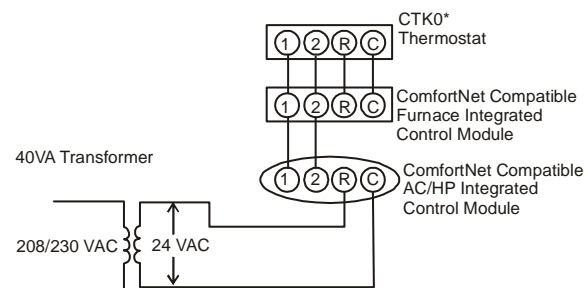 CTK0*
Thermostat
1 2 R C
ComfortNet Compatible
Furnace Integrated
Control Module
1 2 R C
40VA Transformer
ComfortNet Compatible
AC/HP Integrated
Control Module
1 2 R C
208/230 VAC
24 VAC